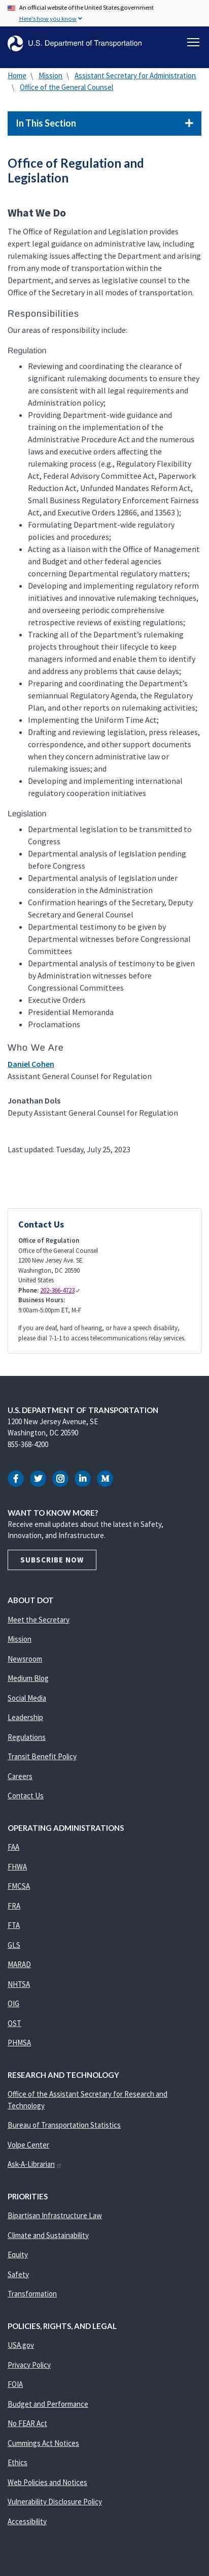 An official website of the United States government
Here's how you know
U.S. Department of Transportation
Home \ Mission \ Assistant Secretary for Administration
\ Office of the General Counsel
In This Section
Office of Regulation and
Legislation
What We Do
The Office of Regulation and Legislation provides
expert legal guidance on administrative law, including
rulemaking issues affecting the department and arising
from any mode of transportation within the
Department, and serves as legislative counsel to the
Office of the Secretary in all modes of transportation.
Responsibilities
Our areas of responsibility include:
Regulation
• Reviewing and coordinating the clearance of
significant rulemaking documents to ensure they
are consistent with all legal requirements and
Administration policy;
• Providing Department-wide guidance and
training on rulemaking requirements of the
Administrative Procedure Act and the numerous
laws and executive orders affecting the
rulemaking process (e.g., Regulatory Flexibility
Act, Federal Advisory Committee Act, Paperwork
Reduction Act, Unfunded Mandates Reform Act,
Small Business Regulatory Enforcement Fairness
Act, and Executive Orders 12866, and 13563 );
• Formulating Department-wide regulatory
policies and procedures;
• Acting as a liaison with the Office of Management
and Budget and other federal agencies
concerning Departmental regulatory matters;
• Developing and implementing regulatory reform
initiatives and innovative rulemaking techniques,
and overseeing periodic comprehensive
retrospective reviews of existing regulations;
• Tracking all of the Department's rulemaking
projects throughout their lifecycle to keep
managers informed and enable them to identify
and address any problems that cause delays;
• Preparing and coordinating the Department's
semiannual Regulatory Agenda, the Regulatory
Plan, and other reports on rulemaking activities;
• Implementing the Uniform Time Act;
• Drafting and reviewing legislation, press releases,
correspondence, and other support documents
when they concern administrative law or
rulemaking issues; and
• Developing and implementing international
regulatory cooperation initiatives
Legislation
• Departmental legislation to be transmitted to
Congress
• Departmental analysis of legislation pending
before Congress
• Departmental analysis of legislation under
consideration in the Administration
• Confirmation hearings of the Secretary, Deputy
Secretary and General Counsel
• Departmental testimony to be given by
Departmental witnesses before Congressional
Committees
• Departmental analysis of testimony to be given
by Administration witnesses before
Congressional Committees
• Executive Orders
• Presidential Memoranda
• Proclamations
Who We Are
Daniel Cohen
Assistant General Counsel for Regulation
Jonathan Dols
Deputy Assistant General Counsel for Regulation
Last updated: Tuesday, July 25, 2023
Contact Us
Office of Regulation
Office of the General Counsel
1200 New Jersey Ave. SE
Washington, DC 20590
United States
Phone: 202-366-4723
Business Hours:
9:00am-5:00pm ET, M-F
If you are deaf, hard of hearing, or have a speech disability,
please dial 7-1-1 to access telecommunications relay services.
U.S. DEPARTMENT OF TRANSPORTATION
1200 New Jersey Avenue, SE
Washington, DC 20590
855-368-4200
WANT TO KNOW MORE?
Receive email updates about the latest in Safety,
Innovation, and Infrastructure.
SUBSCRIBE NOW
ABOUT DOT
Meet the Secretary
Mission
Newsroom
Medium Blog
Social Media
Leadership
Regulations
Transit Benefit Policy
Careers
Contact Us
OPERATING ADMINISTRATIONS
FAA
FHWA
FMCSA
FRA
FTA
GLS
MARAD
NHTSA
OIG
OST
PHMSA
RESEARCH AND TECHNOLOGY
Office of the Assistant Secretary for Research and
Technology
Bureau of Transportation Statistics
Volpe Center
Ask-A-Librarian
PRIORITIES
Bipartisan Infrastructure Law
Climate and Sustainability
Equity
Safety
Transformation
POLICIES, RIGHTS, AND LEGAL
USA.gov
Privacy Policy
FOIA
Budget and Performance
No FEAR Act
Cummings Act Notices
Ethics
Web Policies and Notices
Vulnerability Disclosure Policy
Accessibility